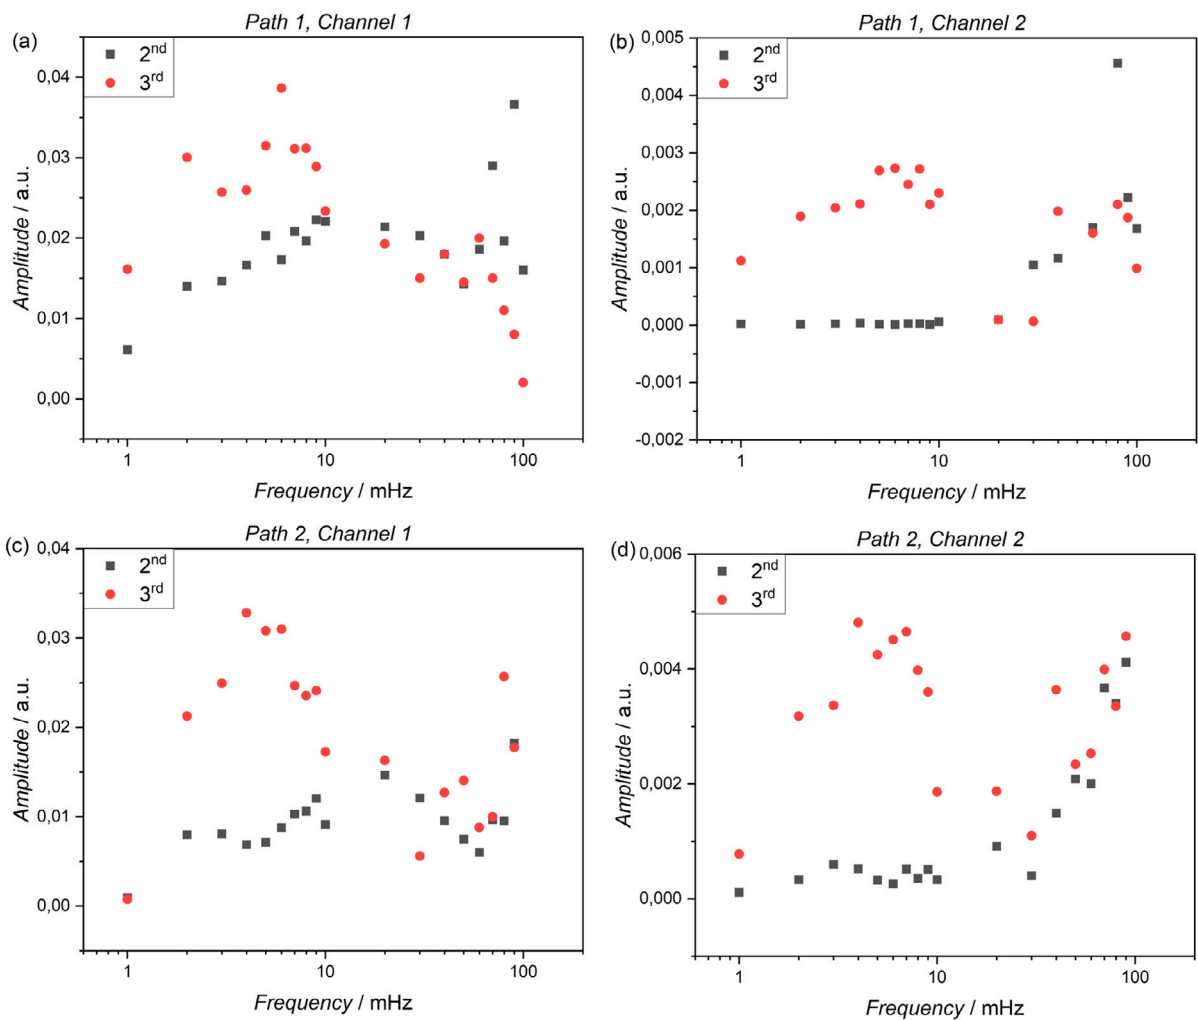 Path 1, Channel 1
(a)
2nd
3rd
0,04
0,03
0,02
0,01
0,00
Amplitude / a.u.
1
10
100
Frequency / mHz
Path 1, Channel 2
(b)
2nd
3rd
0,005
0,004
0,003
0,002
0,001
0,000
-0,001
-0,002
Amplitude / a.u.
1
10
100
Frequency / mHz
Path 2, Channel 1
(c)
2nd
3rd
0,04
0,03
0,02
0,01
0,00
Amplitude / a.u.
1
10
100
Frequency / mHz
Path 2, Channel 2
(d)
2nd
3rd
0,006
0,004
0,002
0,000
Amplitude / a.u.
1
10
100
Frequency / mHz